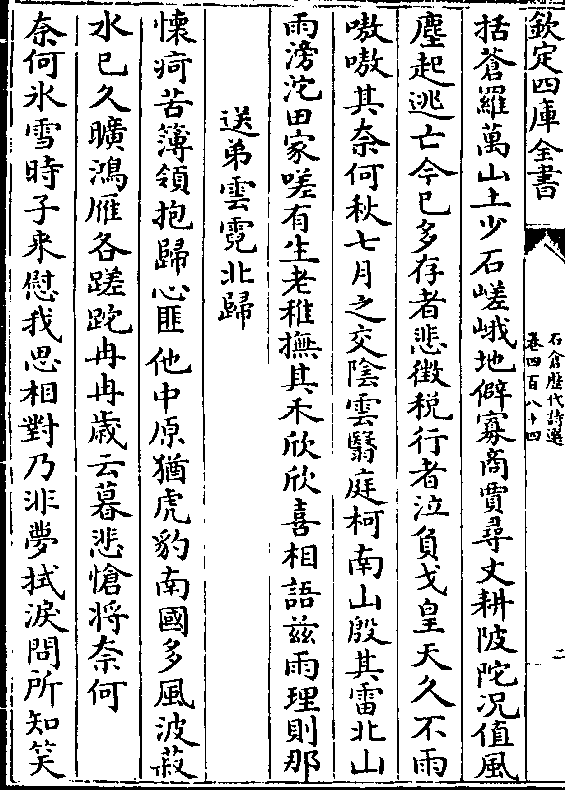 欽定四庫全書
石倉歷代詩選
卷四百八十四
二
括蒼羅萬山土少石嵯峨地僻寡商賈尋丈耕陂陀况值風
塵起逃亡今已多存者悲徴稅行者泣負戈皇天久不雨
嗷嗷其奈何秋七月之交陰雲翳庭柯南山殷其雷北山
雨滂沱田家嗟有生老稚撫其禾欣欣喜相語兹雨理則那
送弟雲霓北歸
懷疴苦簿領抱歸心匪他中原猶虎豹南國多風波菽
水已久曠鴻雁各蹉跎冉冉歲云暮悲愴將奈何
奈何氷雪時子來慰我思相對乃非夢拭淚問所知笑